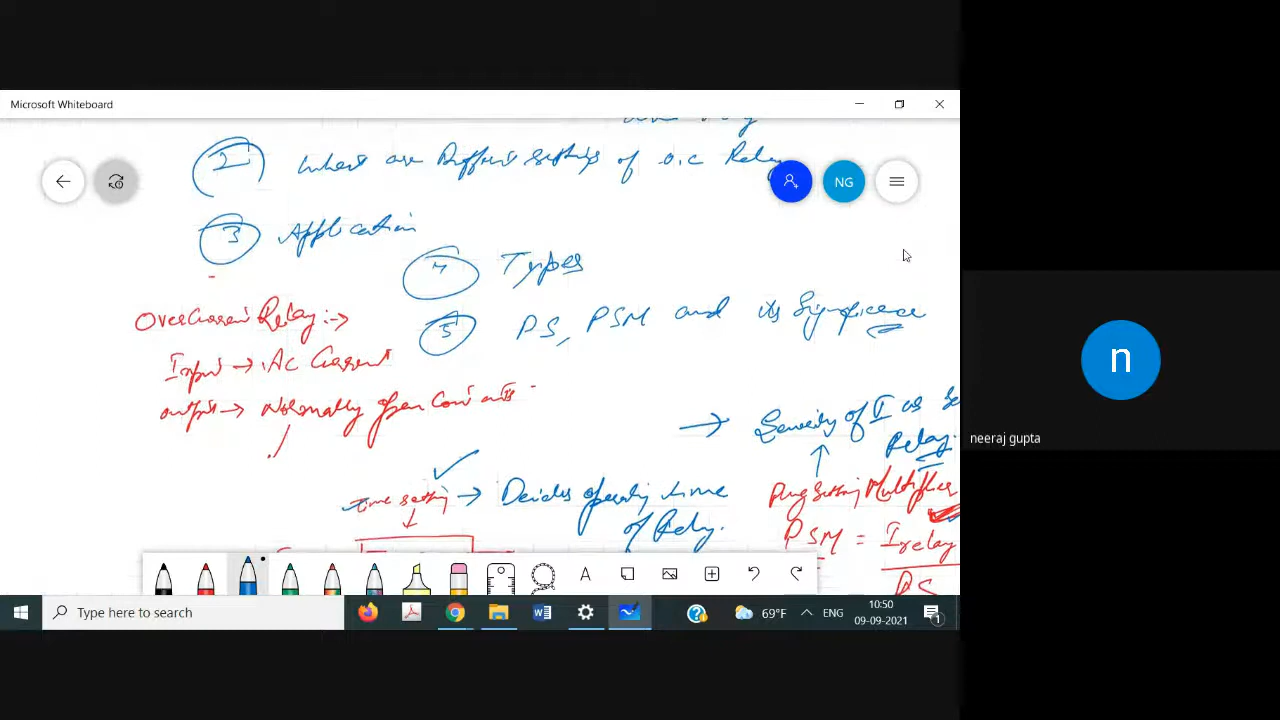 Microsoft Whiteboard
2 What are Different settings of o.c Relay
NG
3 Application
4 Types
OverCurrent Relay :→
5 PS, PSM and its Significance
Input → AC Current
output → Normally open Contacts
→ Severity of I as
Relay.
Time setting → Decides operating time
of Relay.
Plug Setting Multiplier
PSM = Irelay
PS
A
Type here to search
69°F
ENG
10:50
09-09-2021
1
n
neeraj gupta